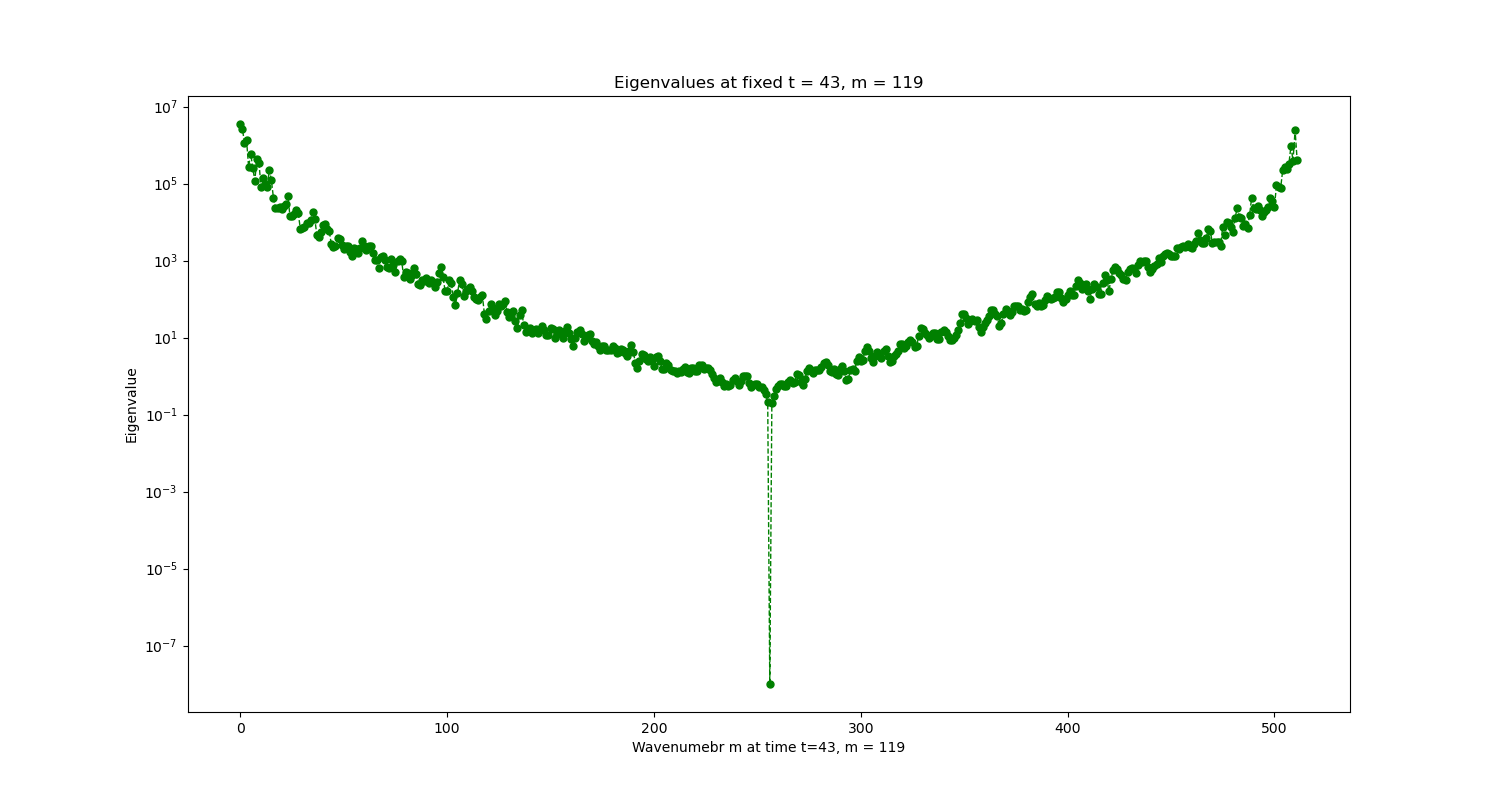 Eigenvalues at fixed t = 43, m = 119
10^7
10^5
10^3
10^1
10^-1
10^-3
10^-5
10^-7
Eigenvalue
0 100 200 300 400 500
Wavenumebr m at time t=43, m = 119